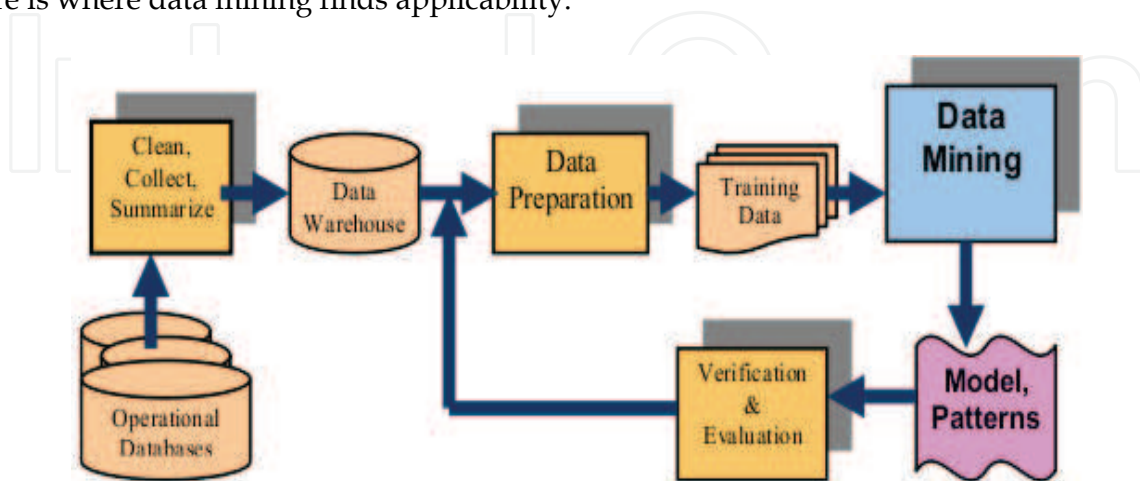 re is where data mining finds applicability.
Clean,
Collect,
Summarize
Data
Warehouse
Data
Preparation
Training
Data
Data
Mining
Operational
Databases
Verification
&
Evaluation
Model,
Patterns